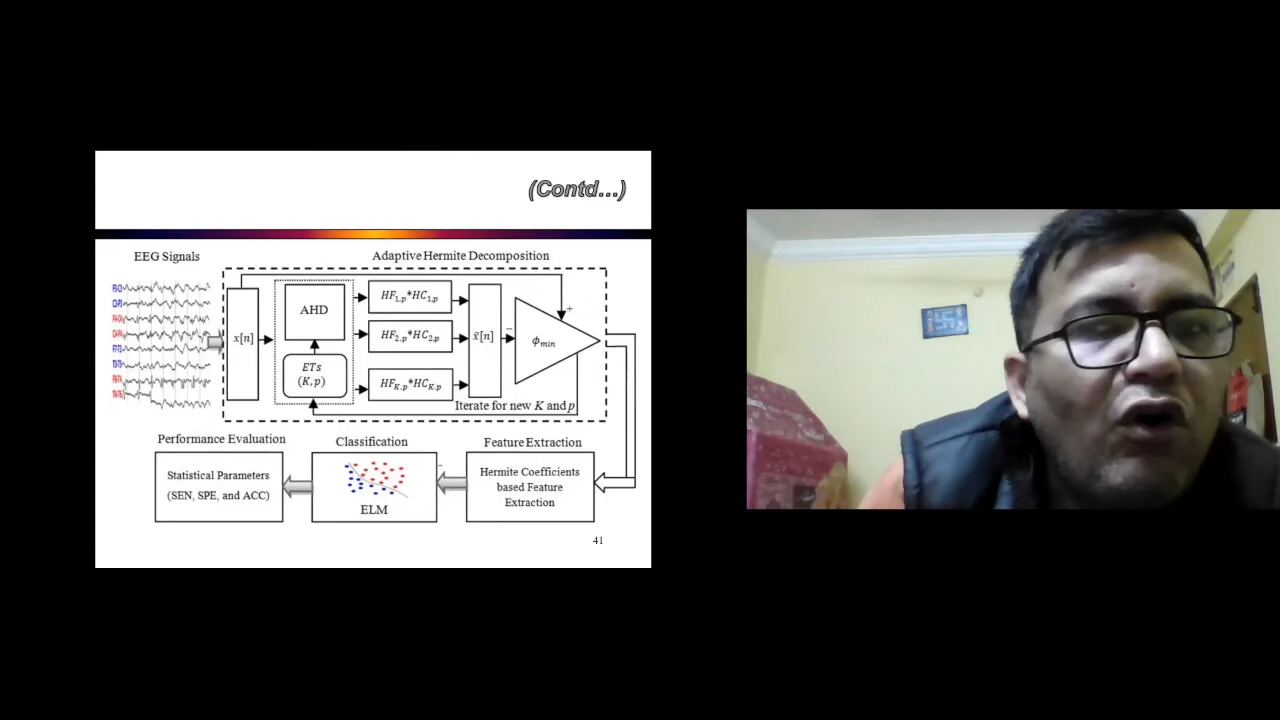 (Contd...)
EEG Signals
Adaptive Hermite Decomposition
x[n]
AHD
ETs
(K, p)
HF1,p*HC1,p
HF2,p*HC2,p
HFK,p*HCK,p
x̃[n]
+
−
ϕmin
Iterate for new K and p
Performance Evaluation
Statistical Parameters
(SEN, SPE, and ACC)
Classification
ELM
Feature Extraction
Hermite Coefficients
based Feature
Extraction
41